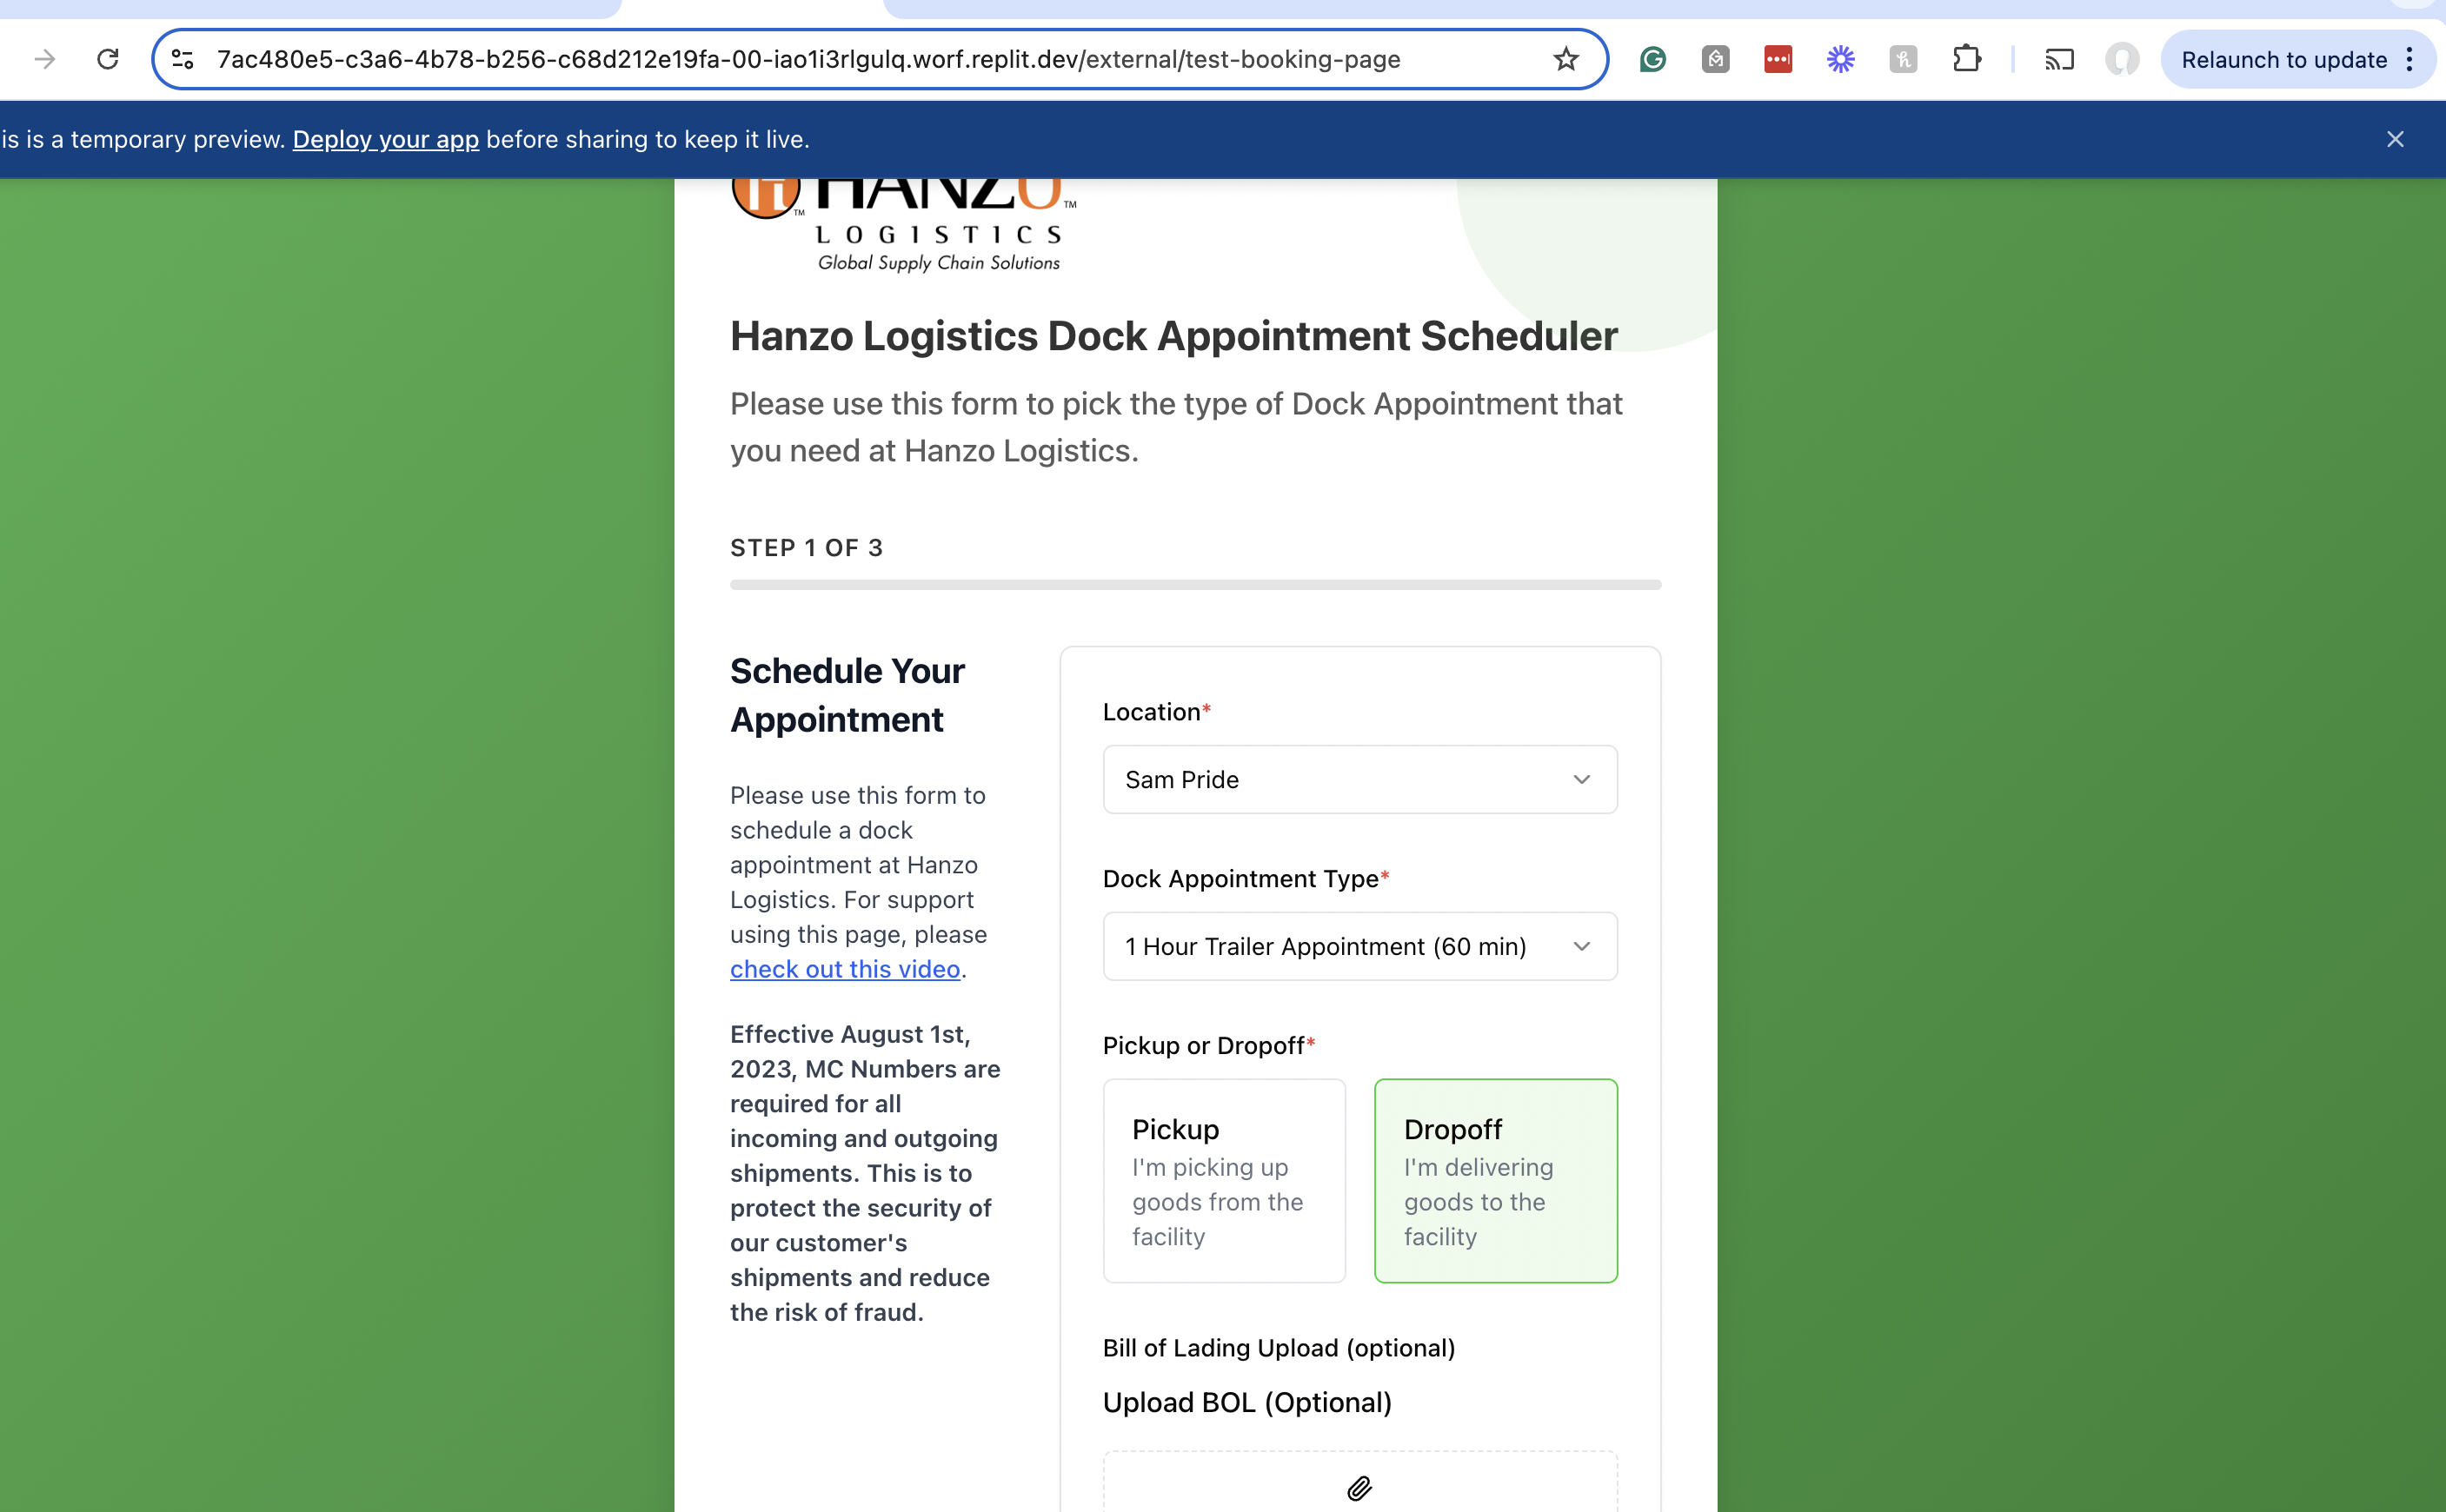 7ac480e5-c3a6-4b78-b256-c68d212e19fa-00-iao1i3rlgulq.worf.replit.dev/external/test-booking-page
Relaunch to update
is is a temporary preview. Deploy your app before sharing to keep it live.
HANZO™
LOGISTICS
Global Supply Chain Solutions
Hanzo Logistics Dock Appointment Scheduler
Please use this form to pick the type of Dock Appointment that
you need at Hanzo Logistics.
STEP 1 OF 3
Schedule Your
Appointment
Please use this form to
schedule a dock
appointment at Hanzo
Logistics. For support
using this page, please
check out this video.
Effective August 1st,
2023, MC Numbers are
required for all
incoming and outgoing
shipments. This is to
protect the security of
our customer's
shipments and reduce
the risk of fraud.
Location*
Sam Pride
Dock Appointment Type*
1 Hour Trailer Appointment (60 min)
Pickup or Dropoff*
Pickup
I'm picking up
goods from the
facility
Dropoff
I'm delivering
goods to the
facility
Bill of Lading Upload (optional)
Upload BOL (Optional)